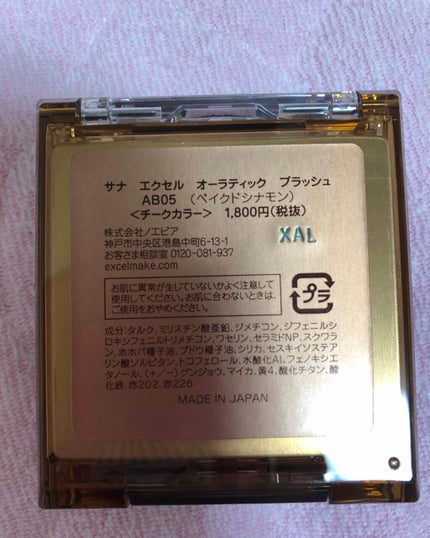 サナ エクセル オーラティック ブラッシュ
AB05 (ベイクドシナモン)
<チークカラー> 1,800円(税抜)
株式会社ノエビア
神戸市中央区港島中町6-13-1
お客さま相談室 0120-081-937
excelmake.com
XAL
お肌に異常が生じていないかよく注意して
使用してください。お肌に合わないときは、
ご使用をおやめください。
プラ
成分:タルク、ミリスチン酸亜鉛、ジメチコン、ジフェニルシ
ロキシフェニルトリメチコン、ワセリン、セラミドNP、スクワラ
ン、ホホバ種子油、ブドウ種子油、シリカ、セスキイソステア
リン酸ソルビタン、トコフェロール、水酸化Al、フェノキシエ
タノール、(+/-)グンジョウ、マイカ、黄4、酸化チタン、酸
化鉄、赤202、赤226
MADE IN JAPAN